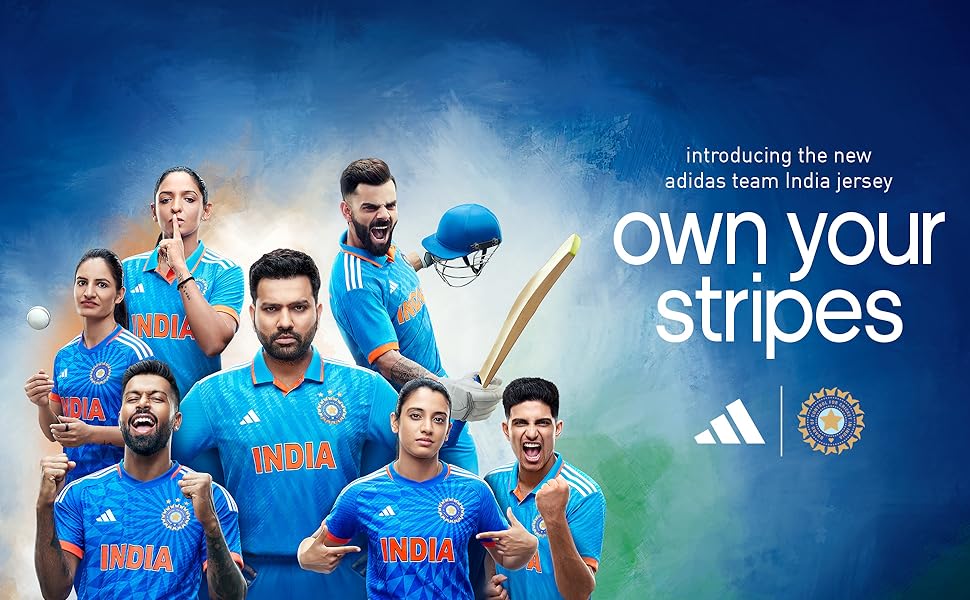 introducing the new
adidas team India jersey
own your
stripes
INDIA
INDIA
INDIA
INDIA
INDIA